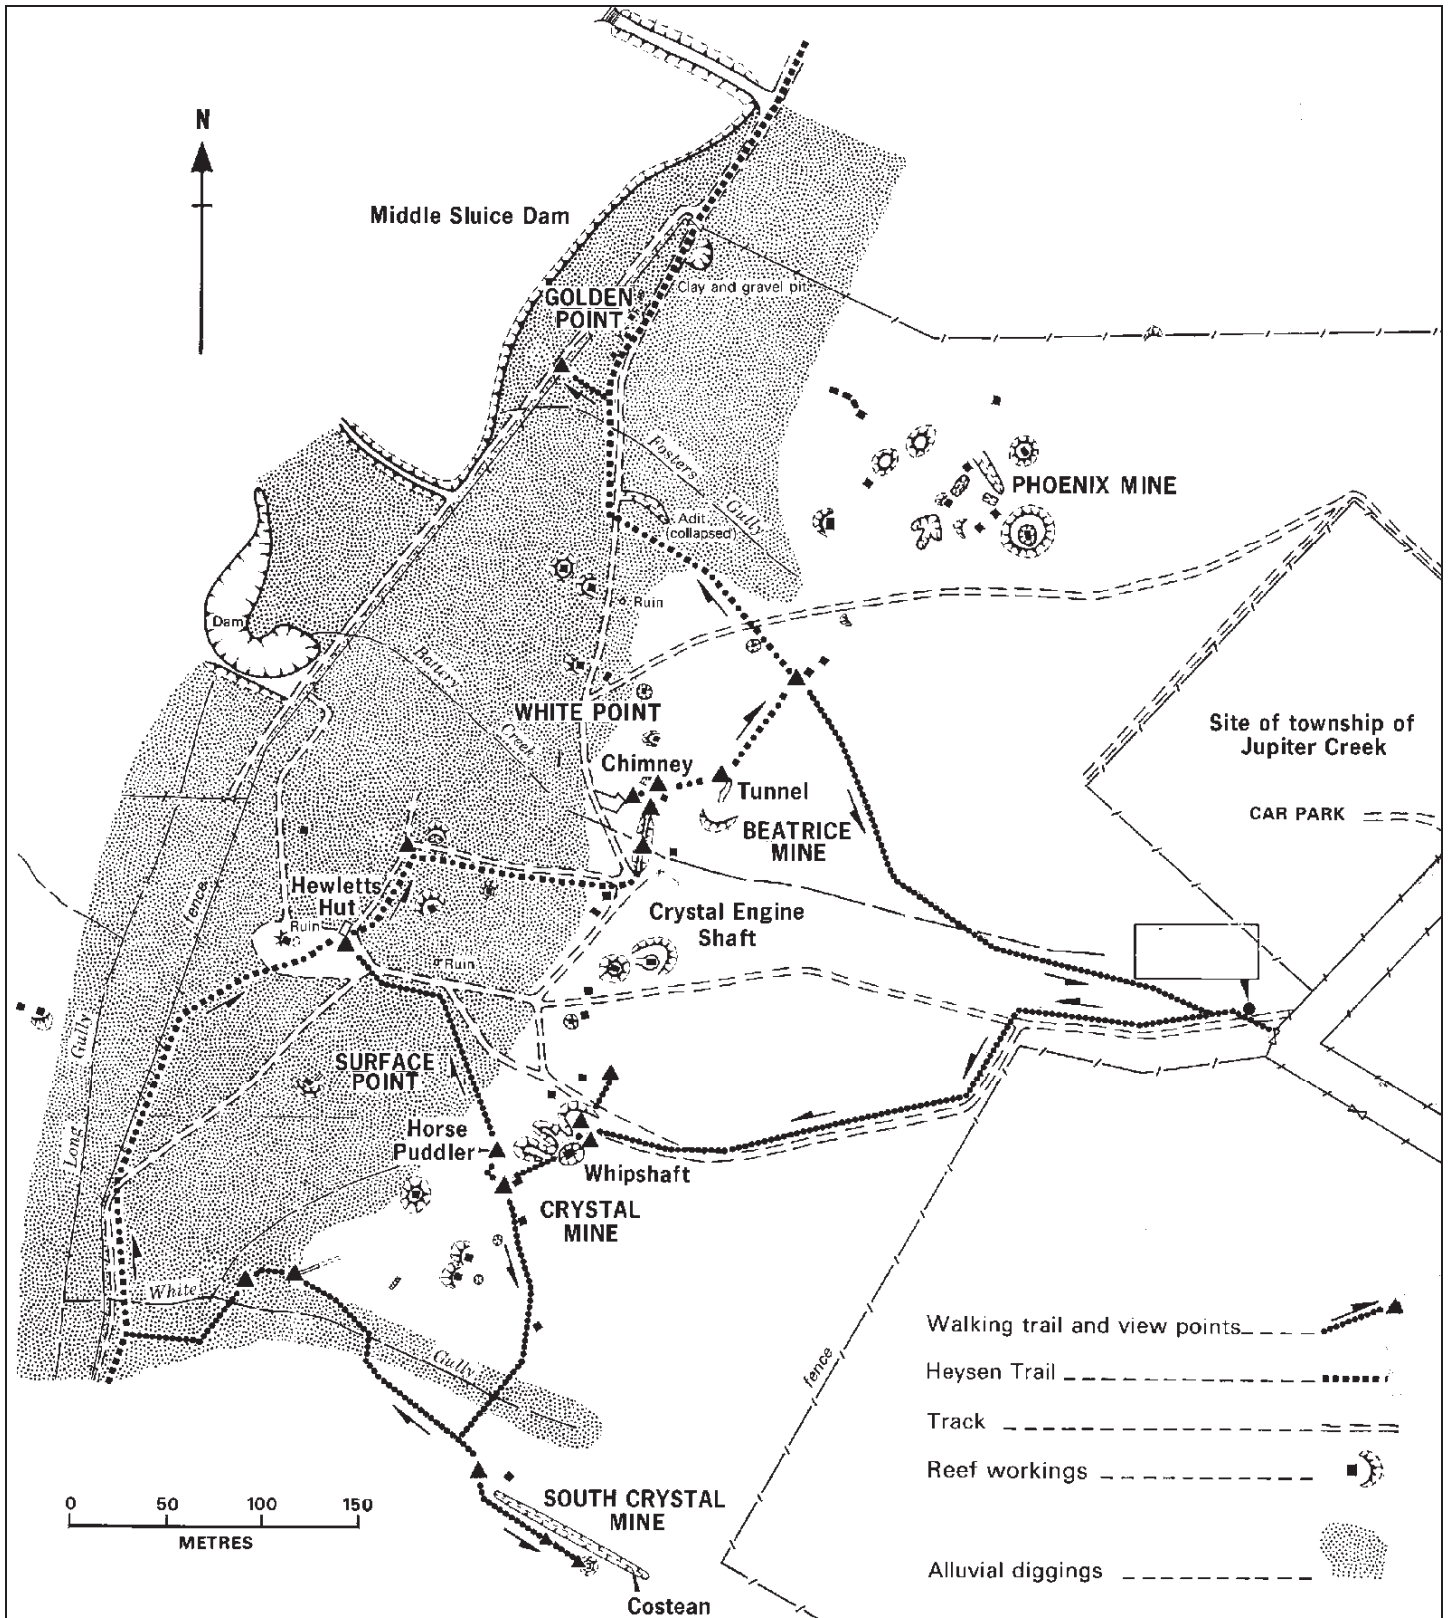 N
Middle Sluice Dam
GOLDEN
POINT
Clay and gravel pit
Fosters
Gully
Adit
(collapsed)
PHOENIX MINE
Ruin
Dam
Battery
Creek
WHITE POINT
Chimney
Tunnel
BEATRICE
MINE
Site of township of
Jupiter Creek
CAR PARK
fence
Hewletts
Hut
Ruin
Crystal Engine
Shaft
Ruin
Long
Gully
SURFACE
POINT
Horse
Puddler
Whipshaft
CRYSTAL
MINE
White
Gully
fence
SOUTH CRYSTAL
MINE
Costean
0 50 100 150
METRES
Walking trail and view points
Heysen Trail
Track
Reef workings
Alluvial diggings